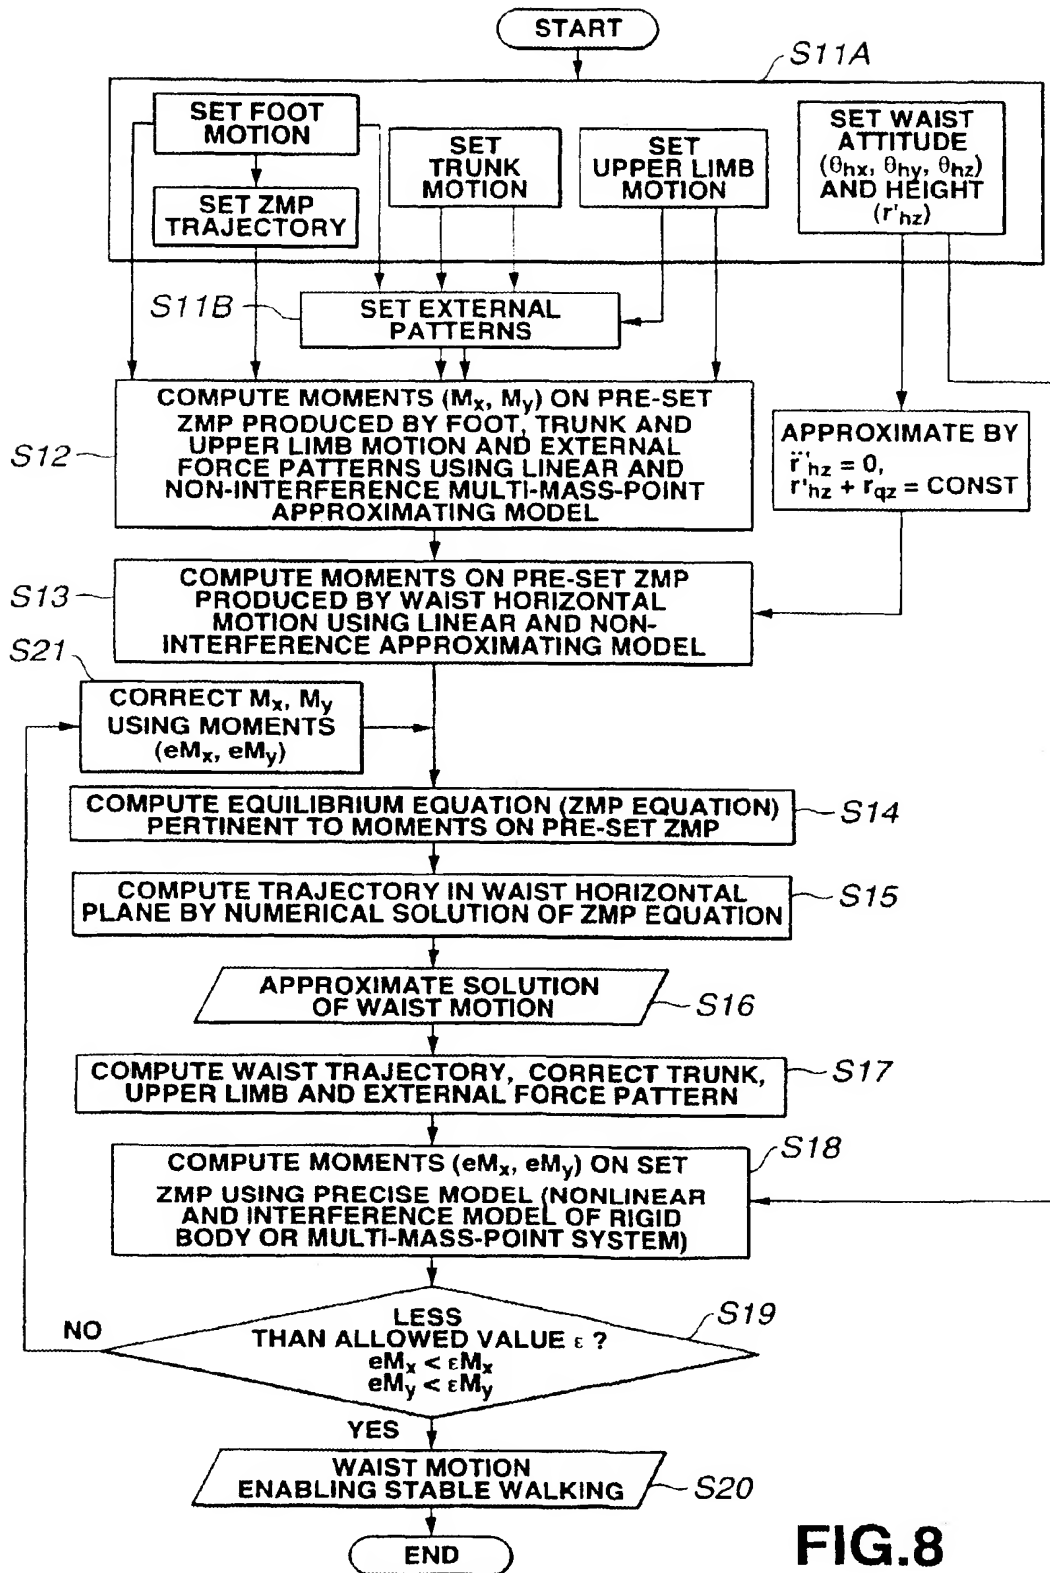 START
S11A
SET FOOT
MOTION
SET ZMP
TRAJECTORY
SET
TRUNK
MOTION
SET
UPPER LIMB
MOTION
SET WAIST
ATTITUDE
(θhx, θhy, θhz)
AND HEIGHT
(r'hz)
S11B
SET EXTERNAL
PATTERNS
S12
COMPUTE MOMENTS (Mx, My) ON PRE-SET
ZMP PRODUCED BY FOOT, TRUNK AND
UPPER LIMB MOTION AND EXTERNAL
FORCE PATTERNS USING LINEAR AND
NON-INTERFERENCE MULTI-MASS-POINT
APPROXIMATING MODEL
APPROXIMATE BY
r̈'hz = 0,
r'hz + rqz = CONST
S13
COMPUTE MOMENTS ON PRE-SET ZMP
PRODUCED BY WAIST HORIZONTAL
MOTION USING LINEAR AND NON-
INTERFERENCE APPROXIMATING MODEL
S21
CORRECT Mx, My
USING MOMENTS
(eMx, eMy)
COMPUTE EQUILIBRIUM EQUATION (ZMP EQUATION)
PERTINENT TO MOMENTS ON PRE-SET ZMP
S14
COMPUTE TRAJECTORY IN WAIST HORIZONTAL
PLANE BY NUMERICAL SOLUTION OF ZMP EQUATION
S15
APPROXIMATE SOLUTION
OF WAIST MOTION
S16
COMPUTE WAIST TRAJECTORY, CORRECT TRUNK,
UPPER LIMB AND EXTERNAL FORCE PATTERN
S17
COMPUTE MOMENTS (eMx, eMy) ON SET
ZMP USING PRECISE MODEL (NONLINEAR
AND INTERFERENCE MODEL OF RIGID
BODY OR MULTI-MASS-POINT SYSTEM)
S18
LESS
THAN ALLOWED VALUE ε ?
eMx < εMx
eMy < εMy
S19
NO
YES
WAIST MOTION
ENABLING STABLE WALKING
S20
END
FIG.8